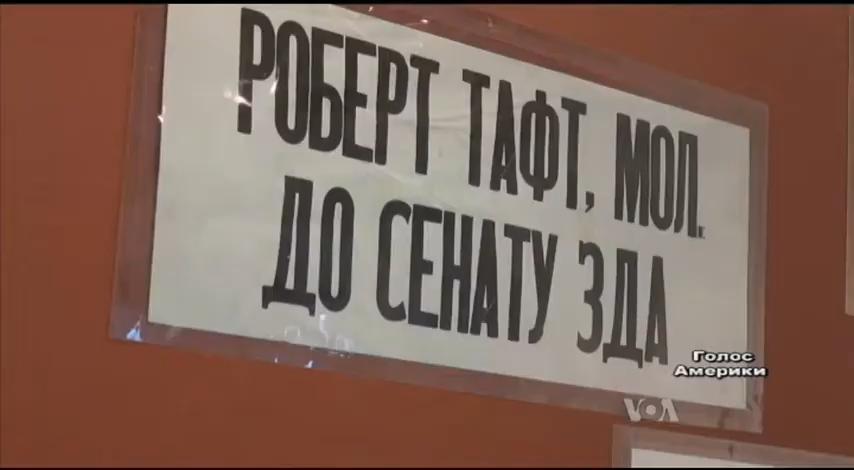 РОБЕРТ ТАФТ, МОЛ.
ДО СЕНАТУ ЗДА
Голос
Америки
VOA